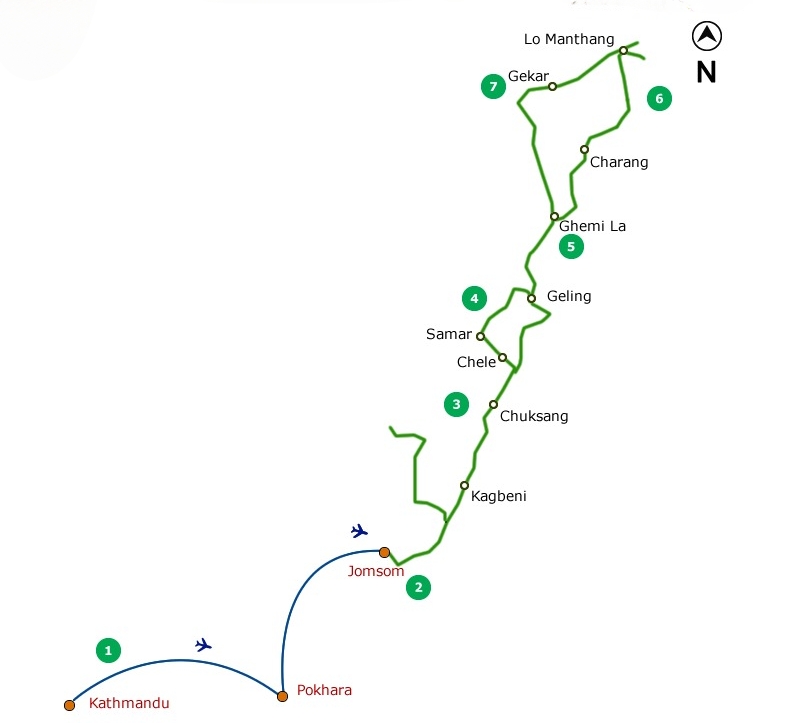 Lo Manthang
N
7
Gekar
6
Charang
Ghemi La
5
4
Geling
Samar
Chele
3
Chuksang
Kagbeni
Jomsom
2
1
Pokhara
Kathmandu